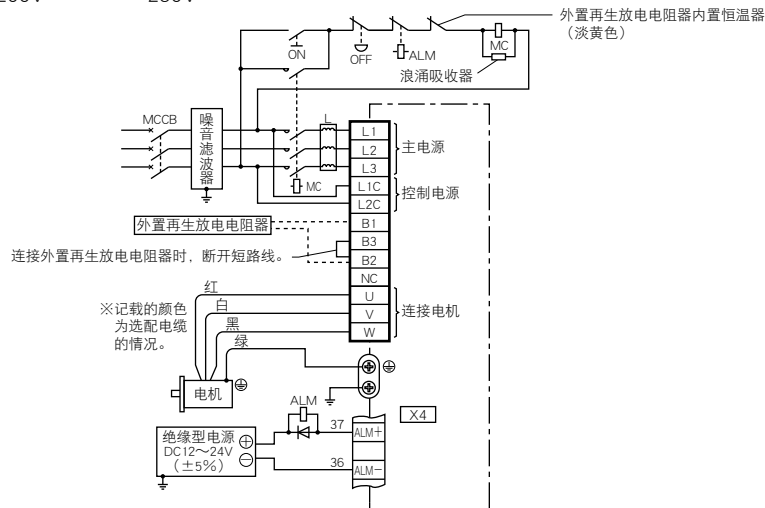 外置再生放电电阻器内置恒温器
（淡黄色）
ON
OFF
ALM
MC
浪涌吸收器
MCCB
噪音滤波器
L
MC
L1
L2
L3
主电源
L1C
L2C
控制电源
外置再生放电电阻器
B1
B3
连接外置再生放电电阻器时，断开短路线。
B2
NC
红
U
白
V
黑
W
绿
连接电机
※记载的颜色
为选配电缆
的情况。
电机
ALM
X4
37
ALM＋
绝缘型电源
DC12～24V
（±5％）
36
ALM－